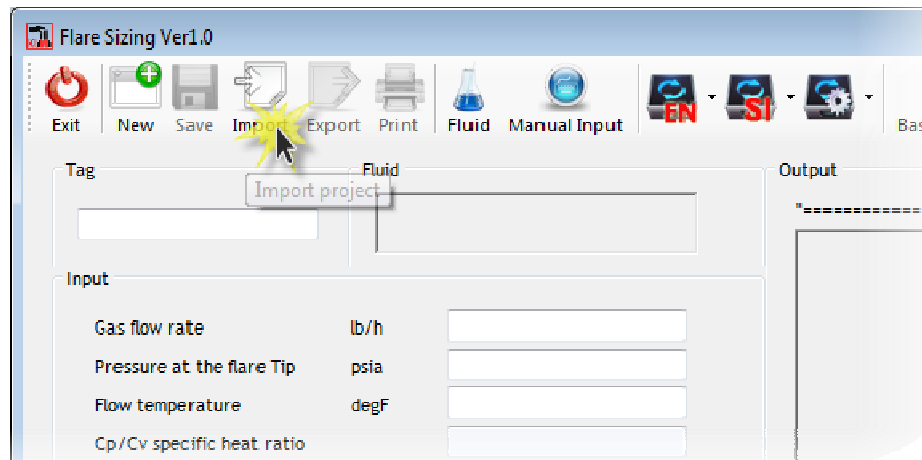 Flare Sizing Ver1.0
Exit New Save Import Export Print Fluid Manual Input EN SI Bas
Tag Fluid Output
Import project
"=============
Input
Gas flow rate lb/h
Pressure at the flare Tip psia
Flow temperature degF
Cp/Cv specific heat ratio